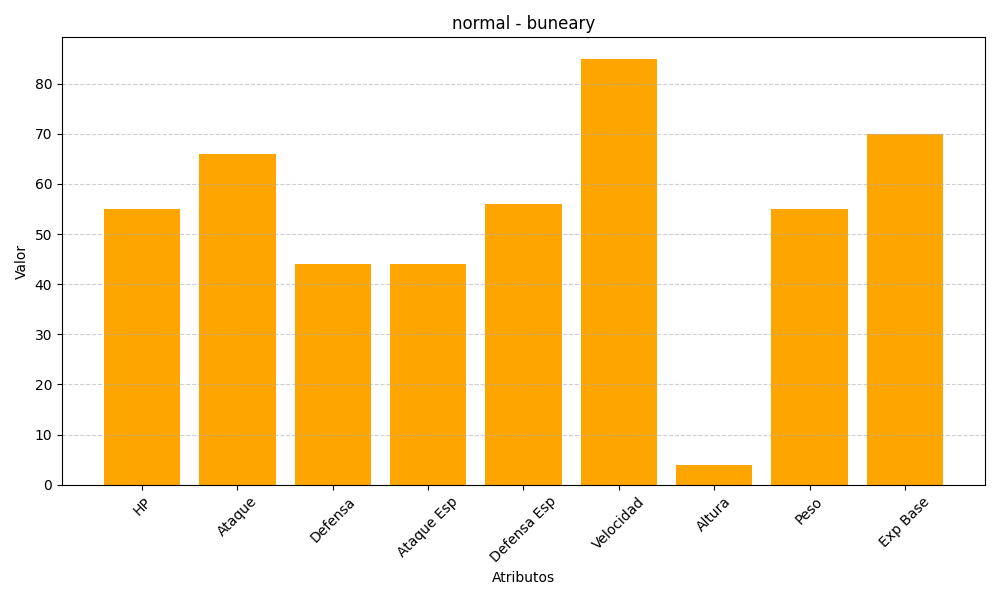 normal - buneary
Valor
80
70
60
50
40
30
20
10
0
HP
Ataque
Defensa
Ataque Esp
Defensa Esp
Velocidad
Altura
Peso
Exp Base
Atributos